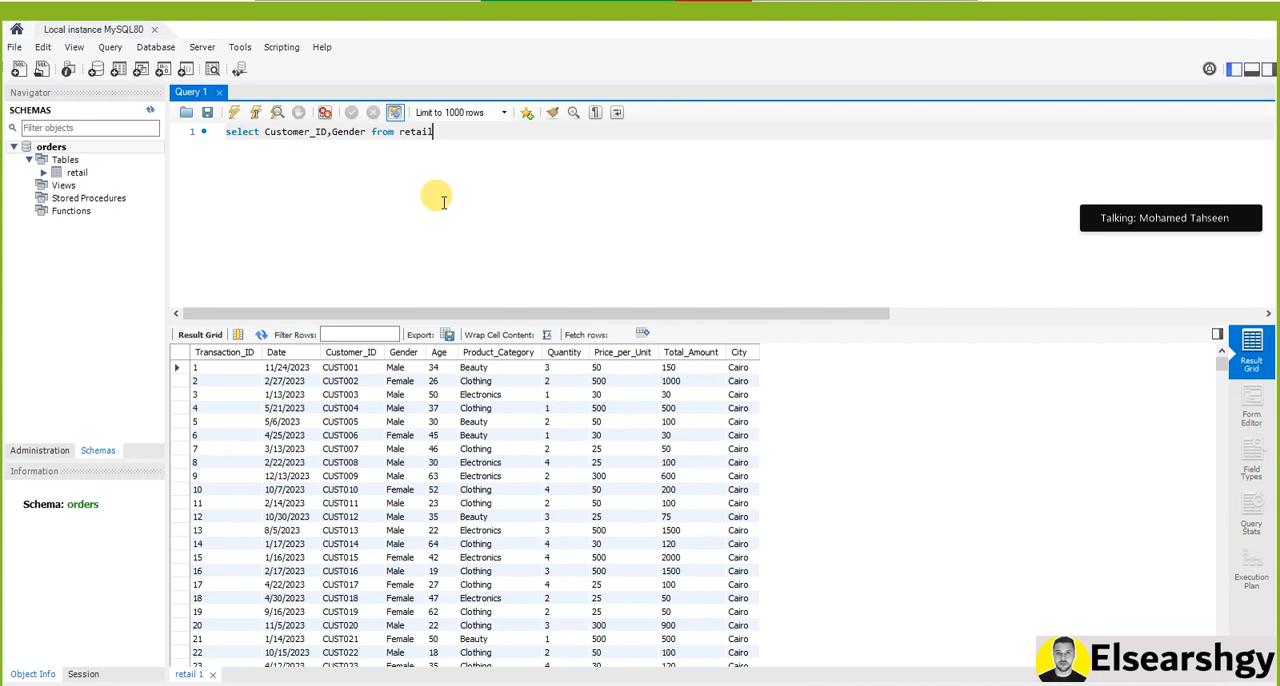 Local instance MySQL80
File Edit View Query Database Server Tools Scripting Help
Navigator
SCHEMAS
Filter objects
orders
Tables
retail
Views
Stored Procedures
Functions
Administration Schemas
Information
Schema: orders
Object Info Session
Query 1
Limit to 1000 rows
1 select Customer_ID,Gender from retail
Talking: Mohamed Tahseen
Result Grid Filter Rows: Export: Wrap Cell Content: Fetch rows:
Transaction_ID Date Customer_ID Gender Age Product_Category Quantity Price_per_Unit Total_Amount City
1 11/24/2023 CUST001 Male 34 Beauty 3 50 150 Cairo
2 2/27/2023 CUST002 Female 26 Clothing 2 500 1000 Cairo
3 1/13/2023 CUST003 Male 50 Electronics 1 30 30 Cairo
4 5/21/2023 CUST004 Male 37 Clothing 1 500 500 Cairo
5 5/6/2023 CUST005 Male 30 Beauty 2 50 100 Cairo
6 4/25/2023 CUST006 Female 45 Beauty 1 30 30 Cairo
7 3/13/2023 CUST007 Male 46 Clothing 2 25 50 Cairo
8 2/22/2023 CUST008 Male 30 Electronics 4 25 100 Cairo
9 12/13/2023 CUST009 Male 63 Electronics 2 300 600 Cairo
10 10/7/2023 CUST010 Female 52 Clothing 4 50 200 Cairo
11 2/14/2023 CUST011 Male 23 Clothing 2 50 100 Cairo
12 10/30/2023 CUST012 Male 35 Beauty 3 25 75 Cairo
13 8/5/2023 CUST013 Male 22 Electronics 3 500 1500 Cairo
14 1/17/2023 CUST014 Male 64 Clothing 4 30 120 Cairo
15 1/16/2023 CUST015 Female 42 Electronics 4 500 2000 Cairo
16 2/17/2023 CUST016 Male 19 Clothing 3 500 1500 Cairo
17 4/22/2023 CUST017 Female 27 Clothing 4 25 100 Cairo
18 4/30/2023 CUST018 Female 47 Electronics 2 25 50 Cairo
19 9/16/2023 CUST019 Female 62 Clothing 2 25 50 Cairo
20 11/5/2023 CUST020 Male 22 Clothing 3 300 900 Cairo
21 1/14/2023 CUST021 Female 50 Beauty 1 500 500 Cairo
22 10/15/2023 CUST022 Male 18 Clothing 2 50 100 Cairo
23 4/12/2023 CUST023 Female 35 Clothing 4 30 120 Cairo
retail 1
Result
Grid
Form
Editor
Field
Types
Query
Stats
Execution
Plan
Elsearshgy